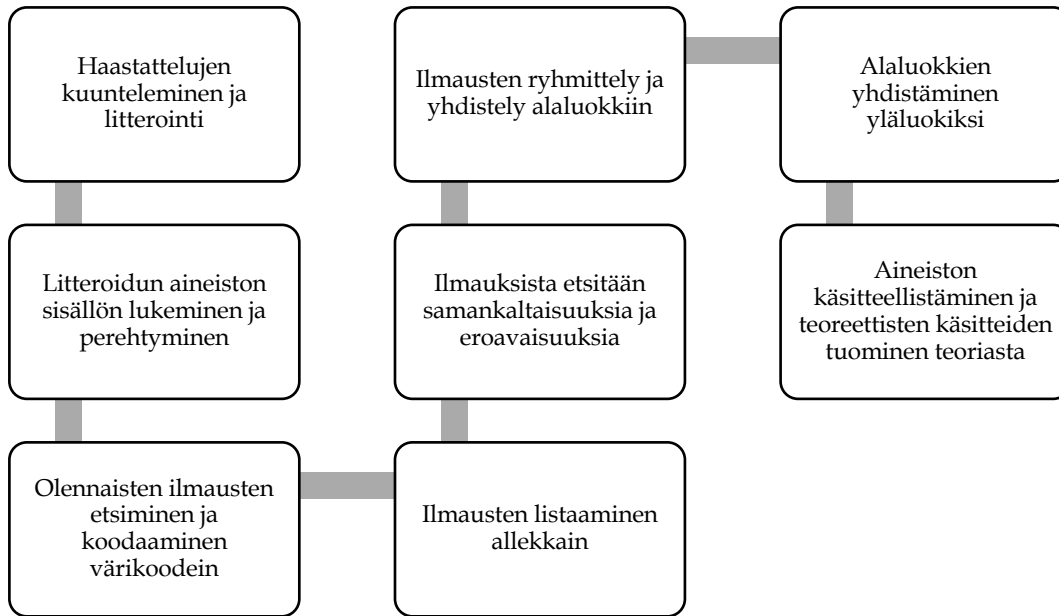 Haastattelujen
kuunteleminen ja
litterointi
Litteroidun aineiston
sisällön lukeminen ja
perehtyminen
Olennaisten ilmausten
etsiminen ja
koodaaminen
värikoodein
Ilmausten listaaminen
allekkain
Ilmauksista etsitään
samankaltaisuuksia ja
eroavaisuuksia
Ilmausten ryhmittely ja
yhdistely alaluokkiin
Alaluokkien
yhdistäminen
yläluokiksi
Aineiston
käsitteellistäminen ja
teoreettisten käsitteiden
tuominen teoriasta